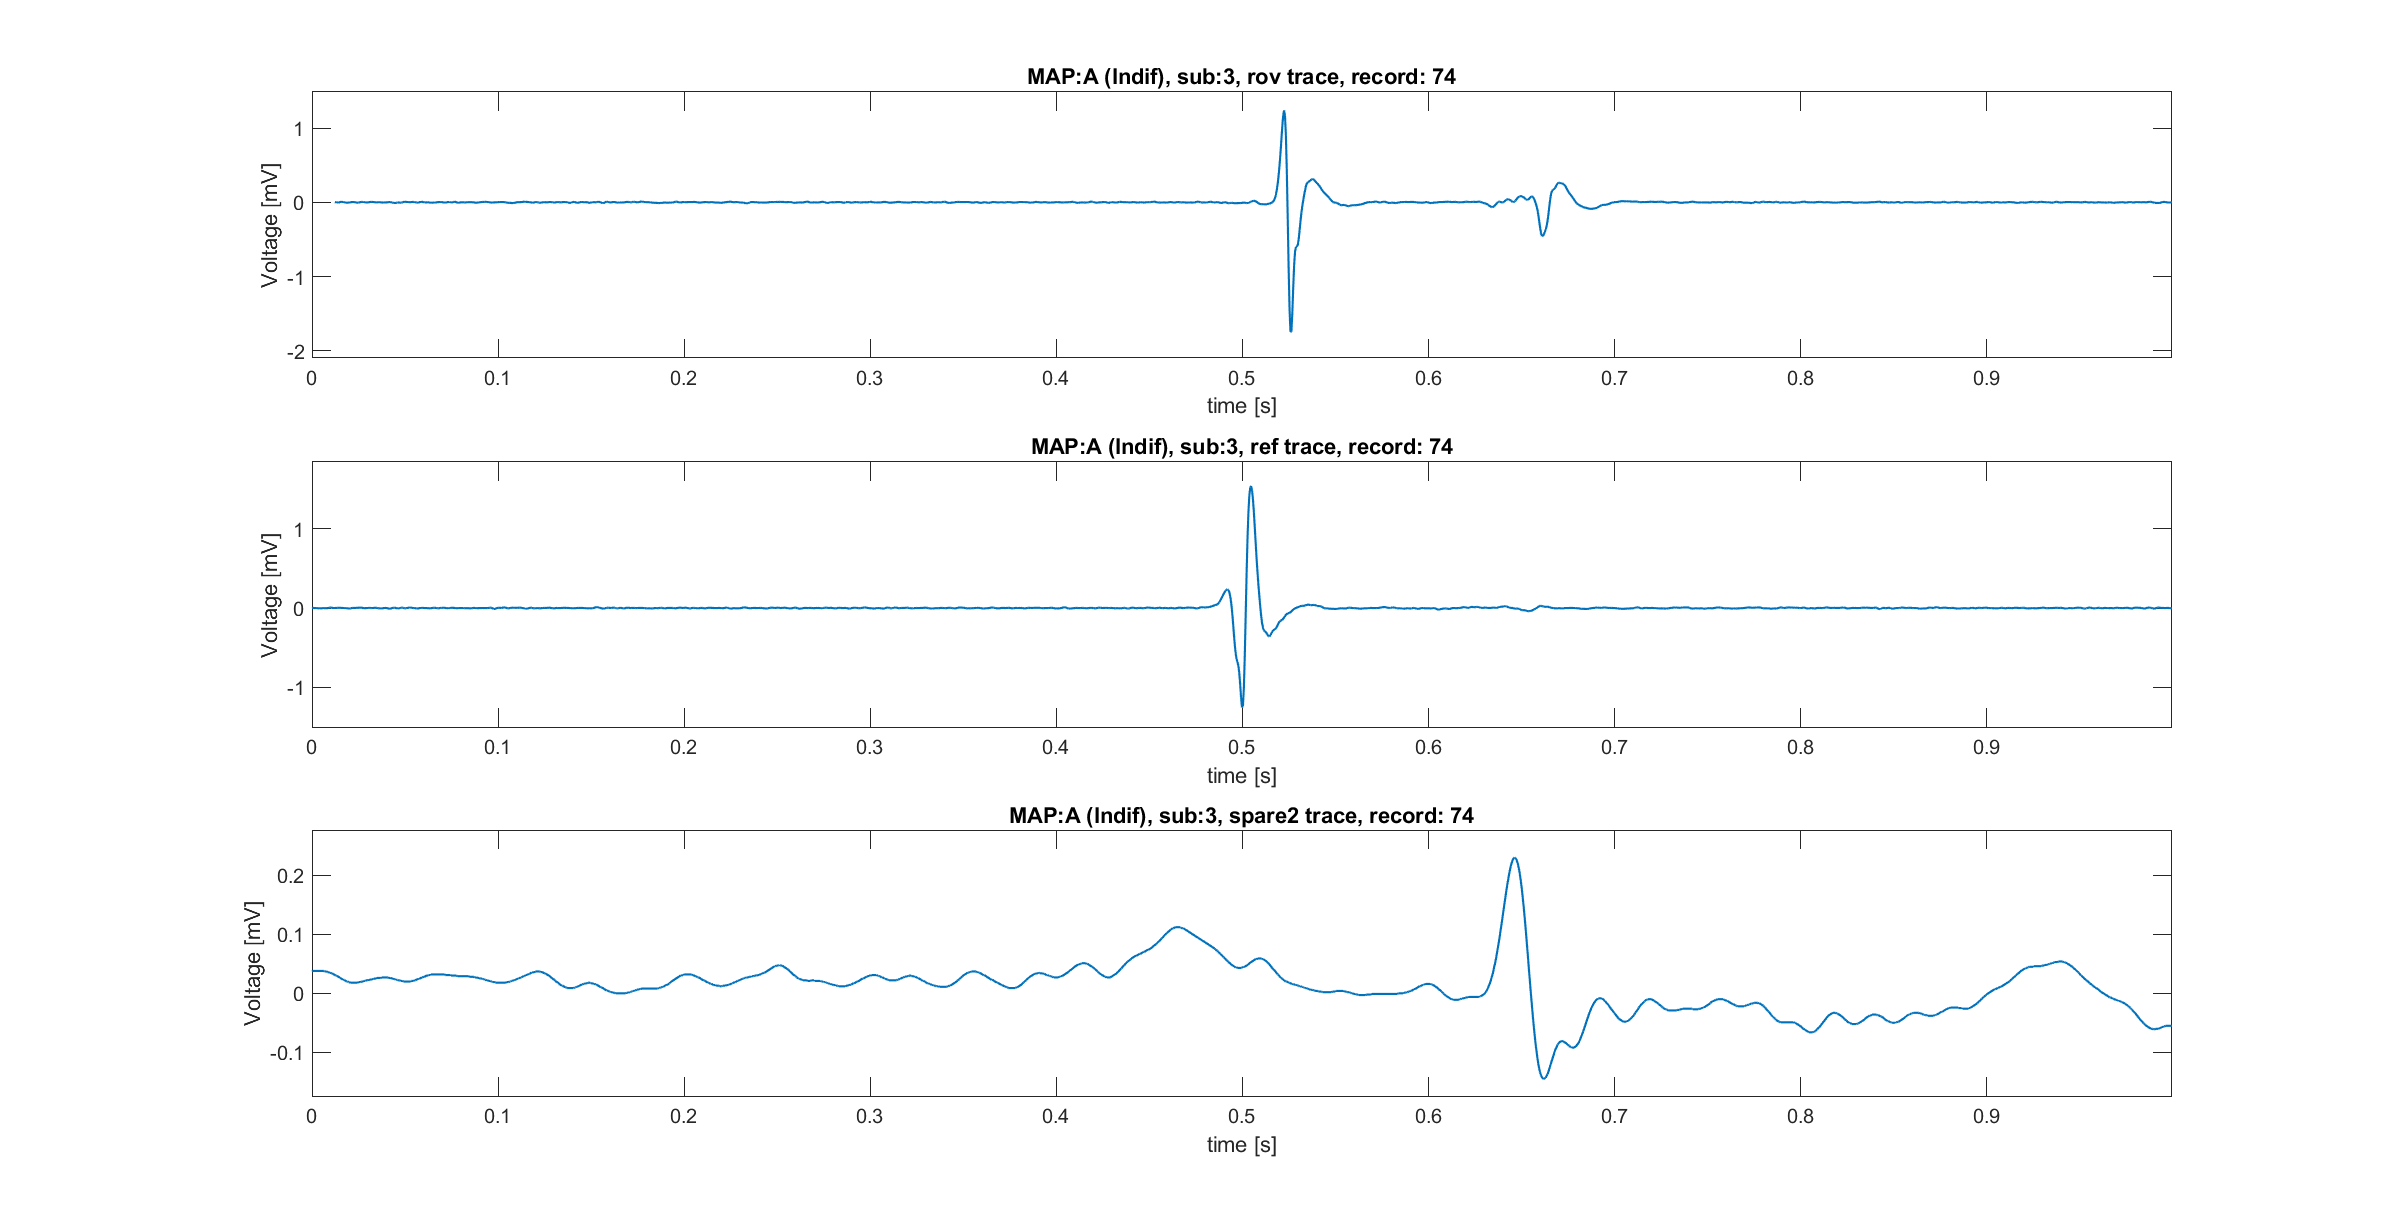 MAP:A (Indif), sub:3, rov trace, record: 74
Voltage [mV]
1
0
-1
-2
0 0.1 0.2 0.3 0.4 0.5 0.6 0.7 0.8 0.9
time [s]
MAP:A (Indif), sub:3, ref trace, record: 74
Voltage [mV]
1
0
-1
0 0.1 0.2 0.3 0.4 0.5 0.6 0.7 0.8 0.9
time [s]
MAP:A (Indif), sub:3, spare2 trace, record: 74
Voltage [mV]
0.2
0.1
0
-0.1
0 0.1 0.2 0.3 0.4 0.5 0.6 0.7 0.8 0.9
time [s]